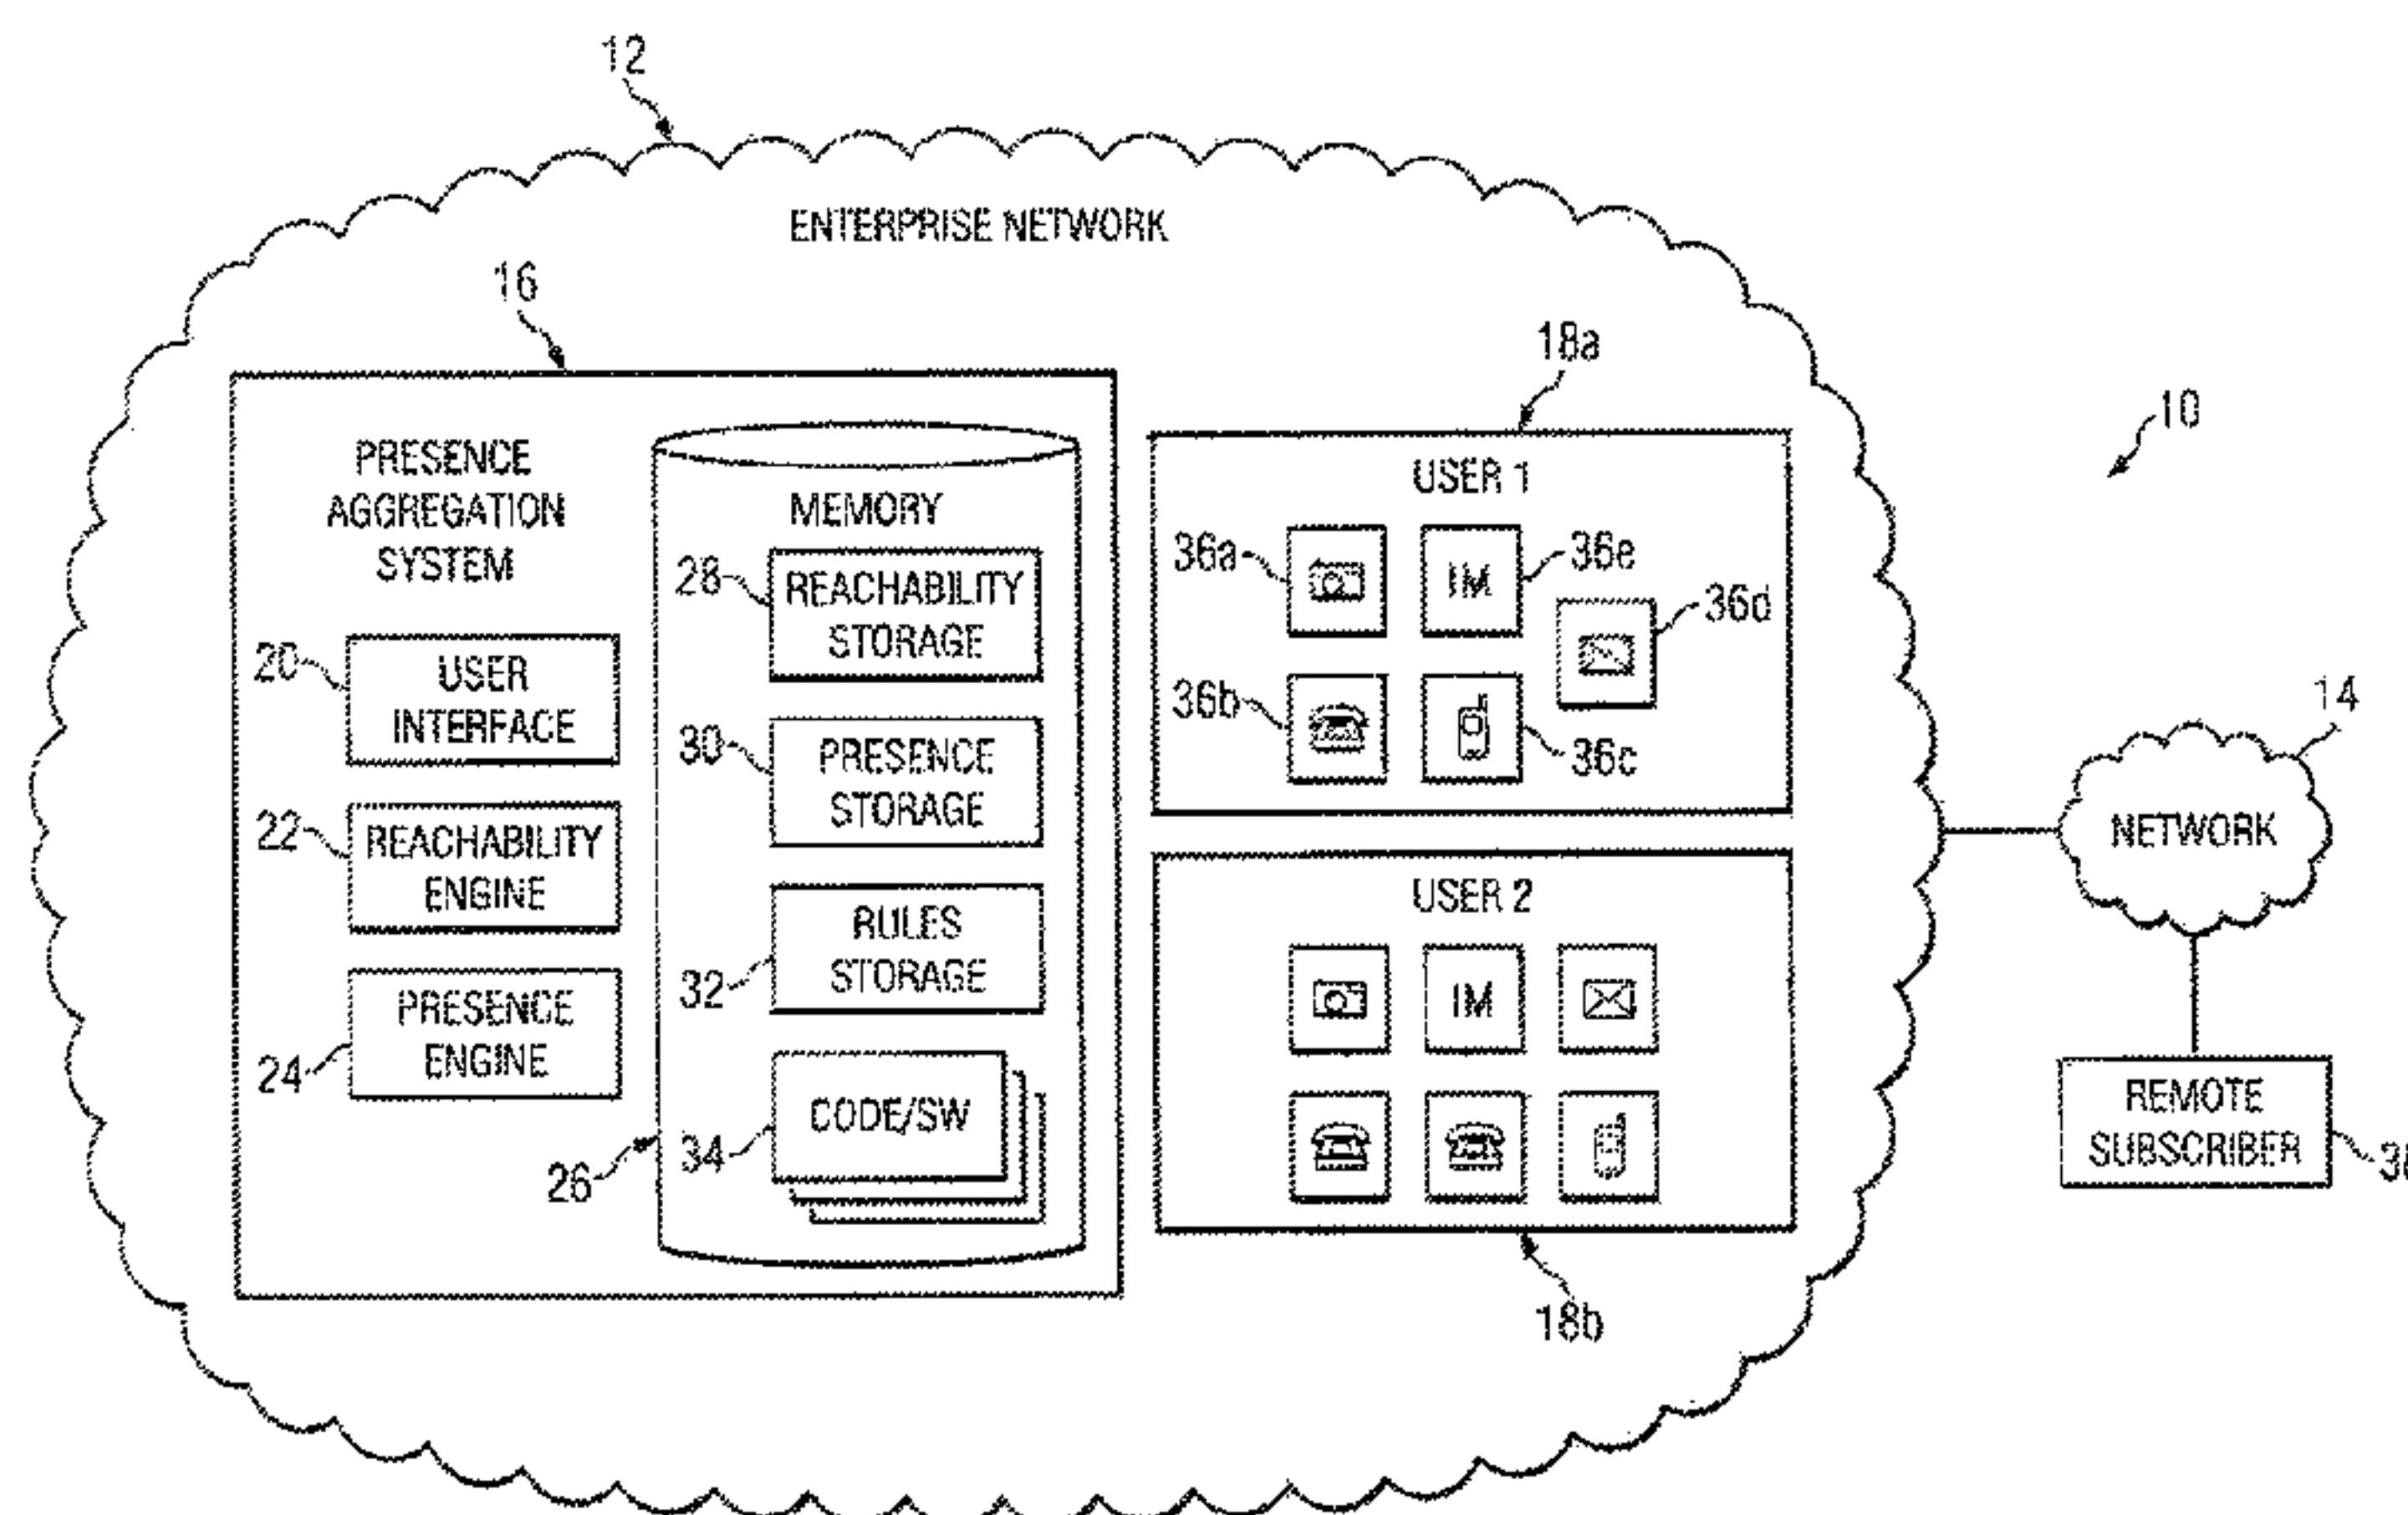 12
ENTERPRISE NETWORK
16
18a
10
PRESENCE
AGGREGATION
SYSTEM
MEMORY
28
REACHABILITY
STORAGE
20
USER
INTERFACE
30
PRESENCE
STORAGE
22
REACHABILITY
ENGINE
32
RULES
STORAGE
24
PRESENCE
ENGINE
34
CODE/SW
26
USER 1
36a
IM
36e
36d
36b
36c
USER 2
IM
18b
14
NETWORK
REMOTE
SUBSCRIBER